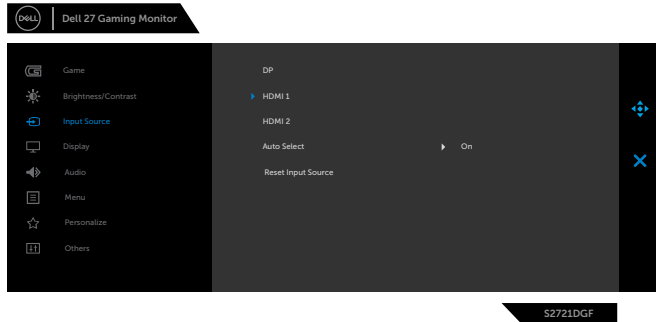 DELL
Dell 27 Gaming Monitor
Game
DP
Brightness/Contrast
HDMI 1
Input Source
HDMI 2
Display
Auto Select
On
Audio
Reset Input Source
Menu
Personalize
Others
S2721DGF